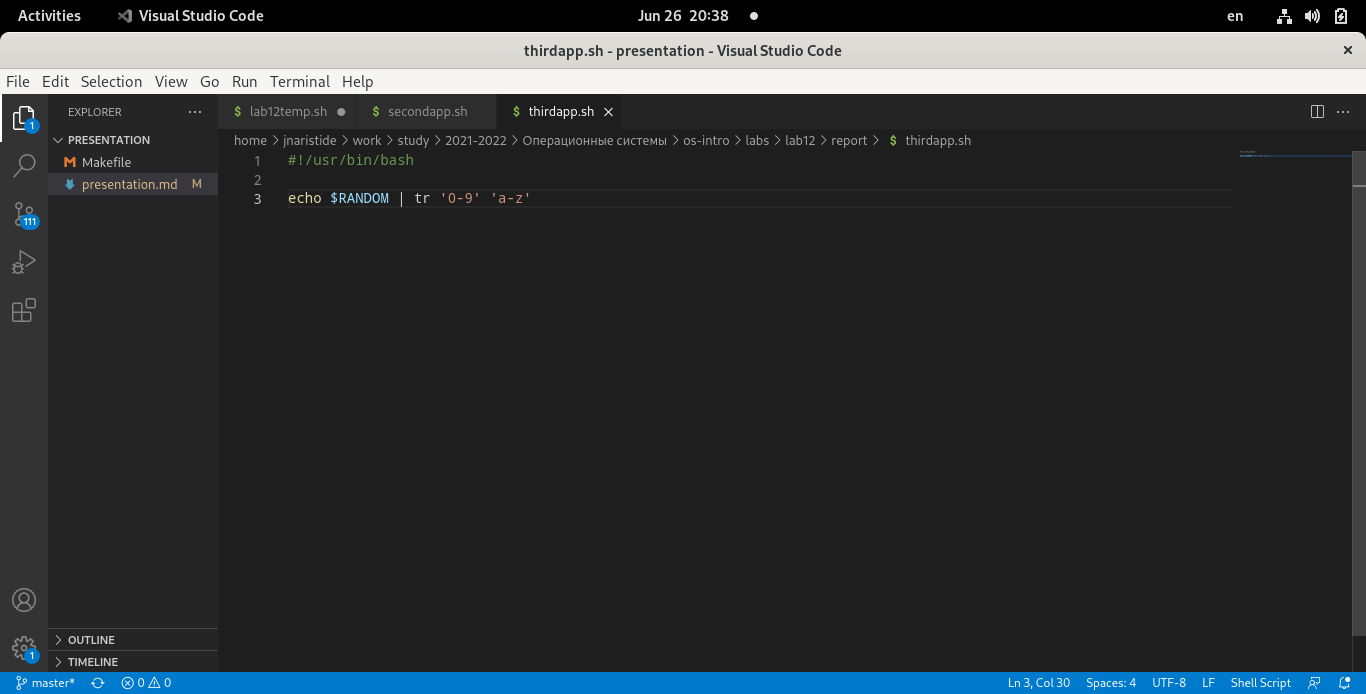 Activities Visual Studio Code Jun 26 20:38 en
thirdapp.sh - presentation - Visual Studio Code ×
File Edit Selection View Go Run Terminal Help
EXPLORER ··· $ lab12temp.sh ● $ secondapp.sh $ thirdapp.sh × ···
PRESENTATION
home > jnaristide > work > study > 2021-2022 > Операционные системы > os-intro > labs > lab12 > report > $ thirdapp.sh
Makefile
presentation.md M
1 #!/usr/bin/bash
2
3 echo $RANDOM | tr '0-9' 'a-z'
1
111
1
OUTLINE
TIMELINE
master* 0 0 Ln 3, Col 30 Spaces: 4 UTF-8 LF Shell Script